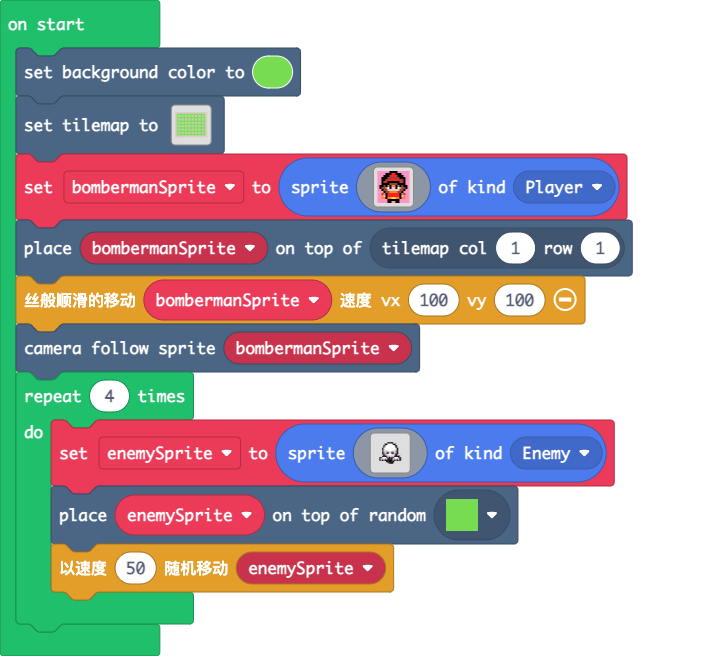 on start
set background color to
set tilemap to
set bombermanSprite to sprite of kind Player
place bombermanSprite on top of tilemap col 1 row 1
丝般顺滑的移动 bombermanSprite 速度 vx 100 vy 100
camera follow sprite bombermanSprite
repeat 4 times
do
set enemySprite to sprite of kind Enemy
place enemySprite on top of random
以速度 50 随机移动 enemySprite